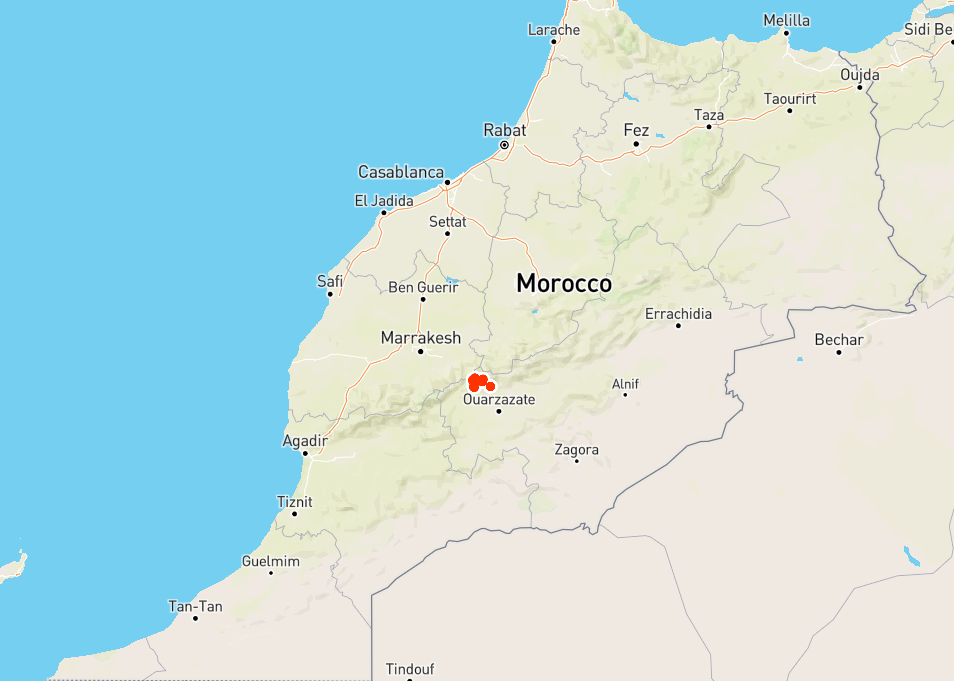 Larache
Melilla
Sidi Be
Oujda
Taourirt
Taza
Rabat
Fez
Casablanca
El Jadida
Settat
Safi
Ben Guerir
Morocco
Errachidia
Marrakesh
Bechar
Alnif
Ouarzazate
Agadir
Zagora
Tiznit
Guelmim
Tan-Tan
Tindouf